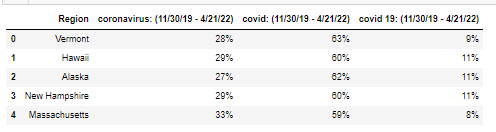 Region coronavirus: (11/30/19 - 4/21/22) covid: (11/30/19 - 4/21/22) covid 19: (11/30/19 - 4/21/22)
0 Vermont 28% 63% 9%
1 Hawaii 29% 60% 11%
2 Alaska 27% 62% 11%
3 New Hampshire 29% 60% 11%
4 Massachusetts 33% 59% 8%